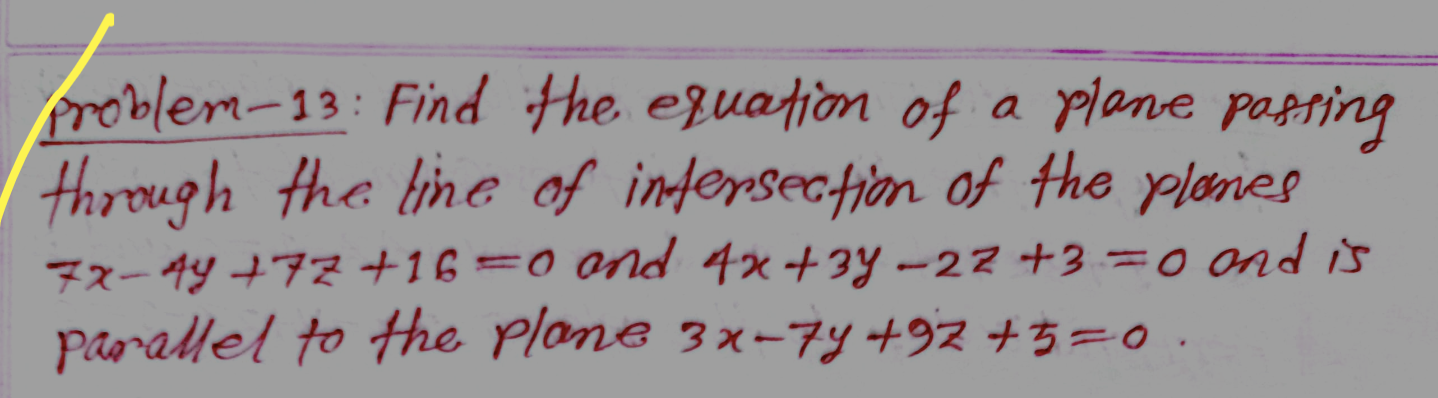 Problem-13: Find the equation of a plane passing
through the line of intersection of the planes
7x-4y+7z+16=0 and 4x+3y-2z+3=0 and is
parallel to the plane 3x-7y+9z+5=0.